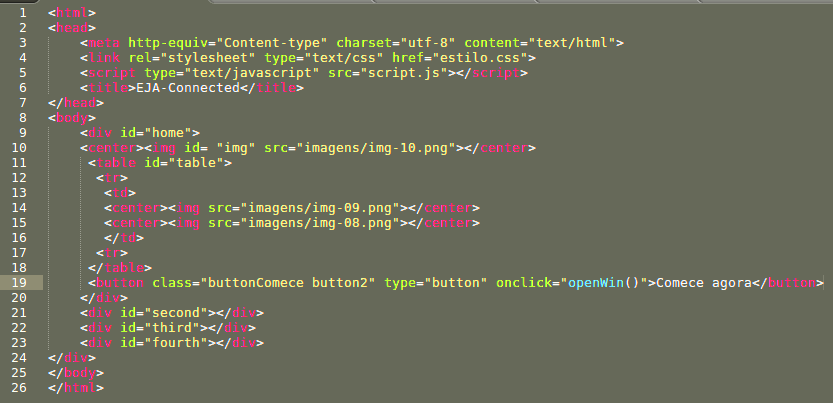 1 <html>
2 <head>
3 <meta http-equiv="Content-type" charset="utf-8" content="text/html">
4 <link rel="stylesheet" type="text/css" href="estilo.css">
5 <script type="text/javascript" src="script.js"></script>
6 <title>EJA-Connected</title>
7 </head>
8 <body>
9 <div id="home">
10 <center><img id= "img" src="imagens/img-10.png"></center>
11 <table id="table">
12 <tr>
13 <td>
14 <center><img src="imagens/img-09.png"></center>
15 <center><img src="imagens/img-08.png"></center>
16 </td>
17 <tr>
18 </table>
19 <button class="buttonComece button2" type="button" onclick="openWin()">Comece agora</button>
20 </div>
21 <div id="second"></div>
22 <div id="third"></div>
23 <div id="fourth"></div>
24 </div>
25 </body>
26 </html>